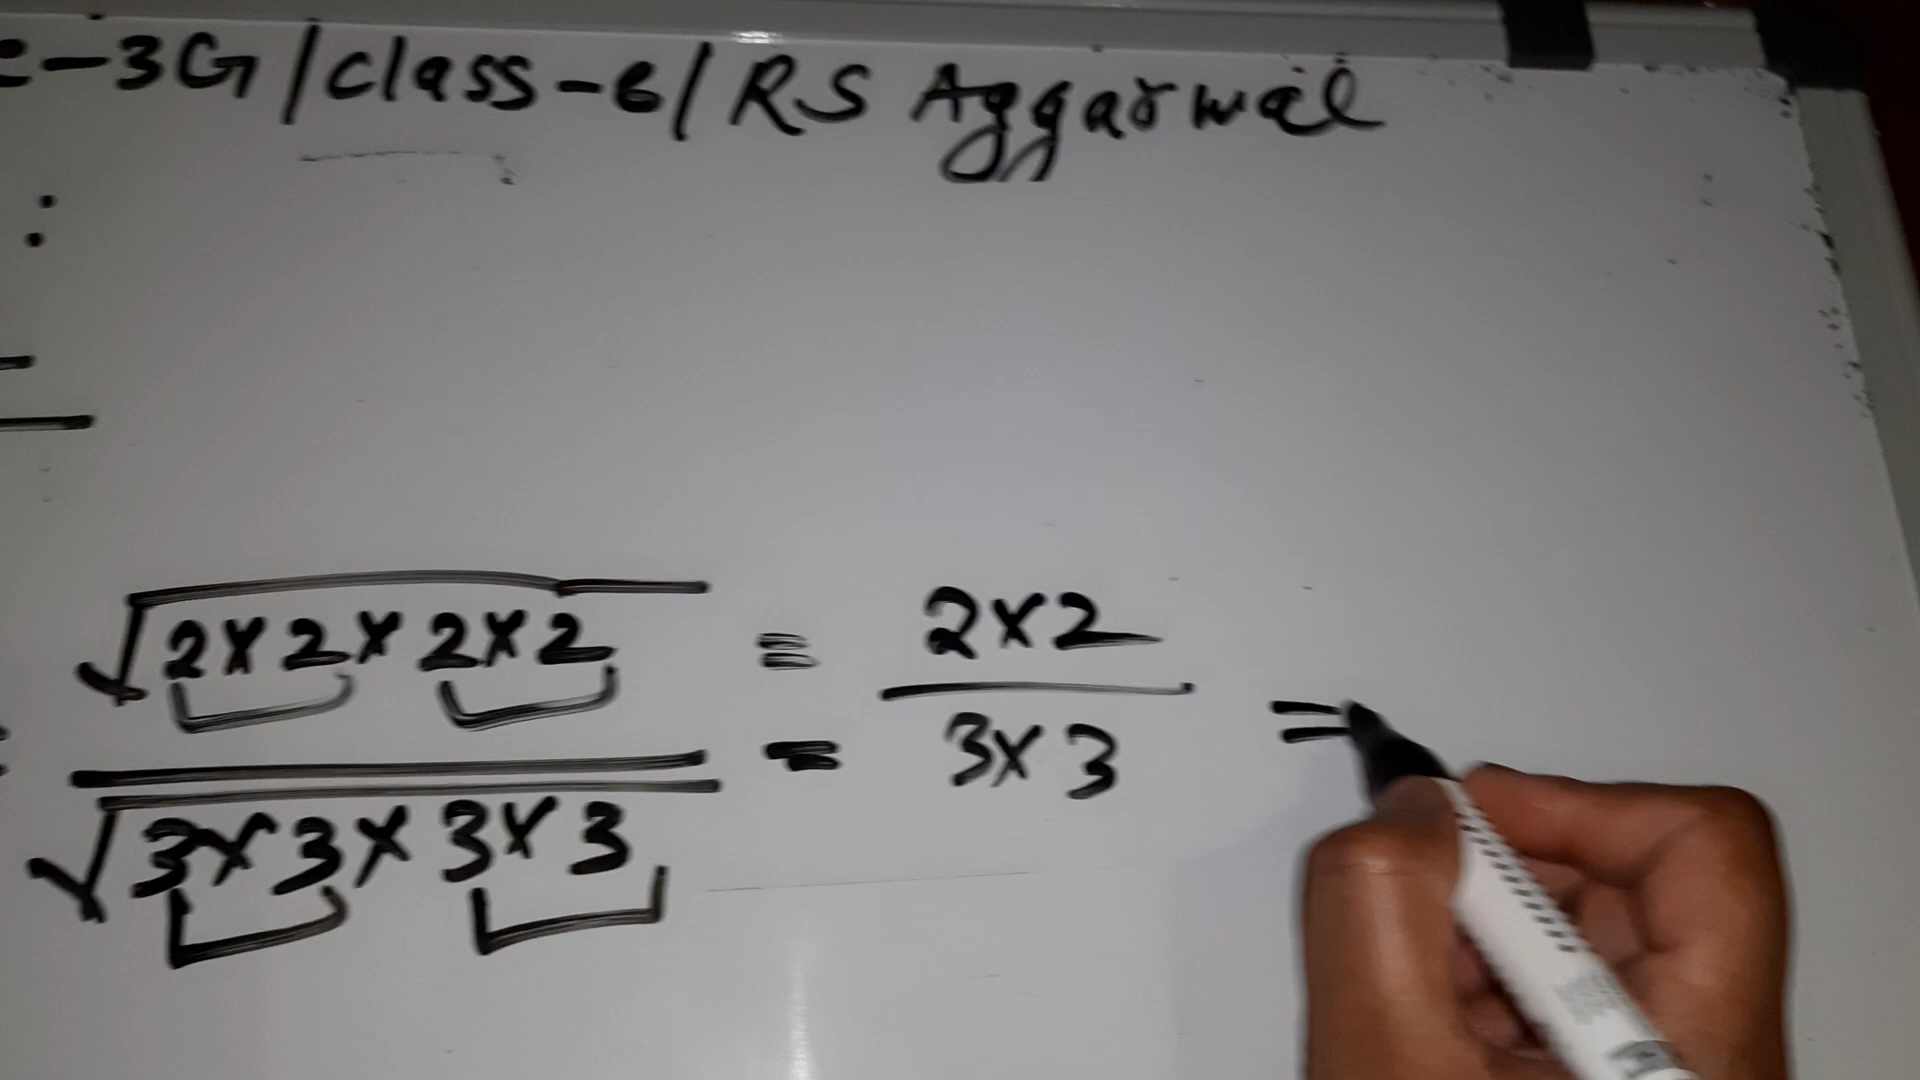 -3G/class-6/RS Aggarwal
:
√2×2×2×2 = 2×2
= 3×3 =
√3×3×3×3